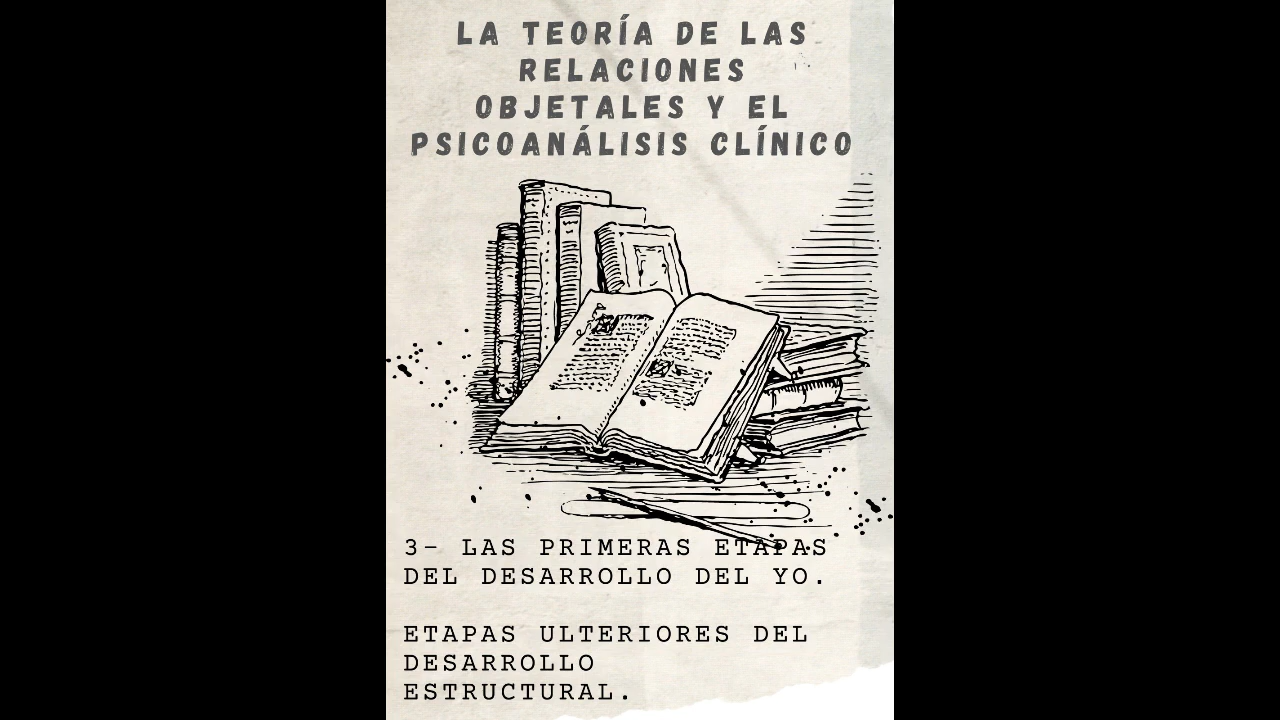 LA TEORÍA DE LAS
RELACIONES
OBJETALES Y EL
PSICOANÁLISIS CLÍNICO
3- LAS PRIMERAS ETAPAS
DEL DESARROLLO DEL YO.
ETAPAS ULTERIORES DEL
DESARROLLO
ESTRUCTURAL.